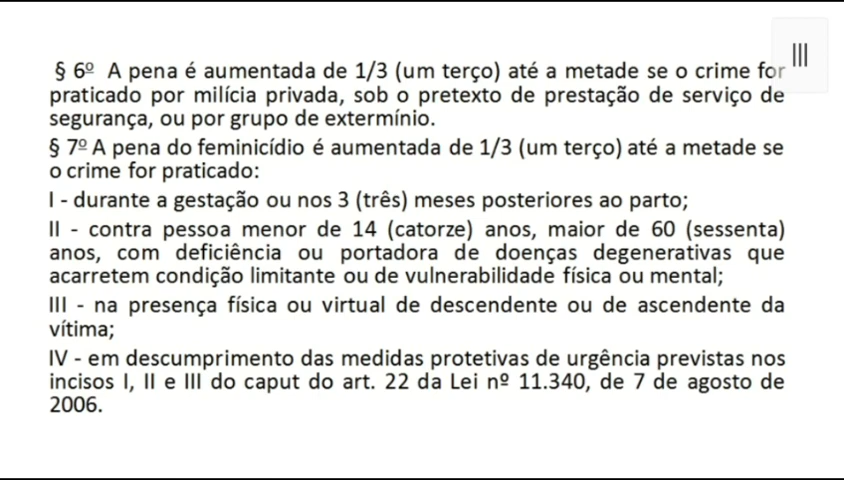 § 6º A pena é aumentada de 1/3 (um terço) até a metade se o crime for
praticado por milícia privada, sob o pretexto de prestação de serviço de
segurança, ou por grupo de extermínio.
§ 7º A pena do feminicídio é aumentada de 1/3 (um terço) até a metade se
o crime for praticado:
I - durante a gestação ou nos 3 (três) meses posteriores ao parto;
II - contra pessoa menor de 14 (catorze) anos, maior de 60 (sessenta)
anos, com deficiência ou portadora de doenças degenerativas que
acarretem condição limitante ou de vulnerabilidade física ou mental;
III - na presença física ou virtual de descendente ou de ascendente da
vítima;
IV - em descumprimento das medidas protetivas de urgência previstas nos
incisos I, II e III do caput do art. 22 da Lei nº 11.340, de 7 de agosto de
2006.